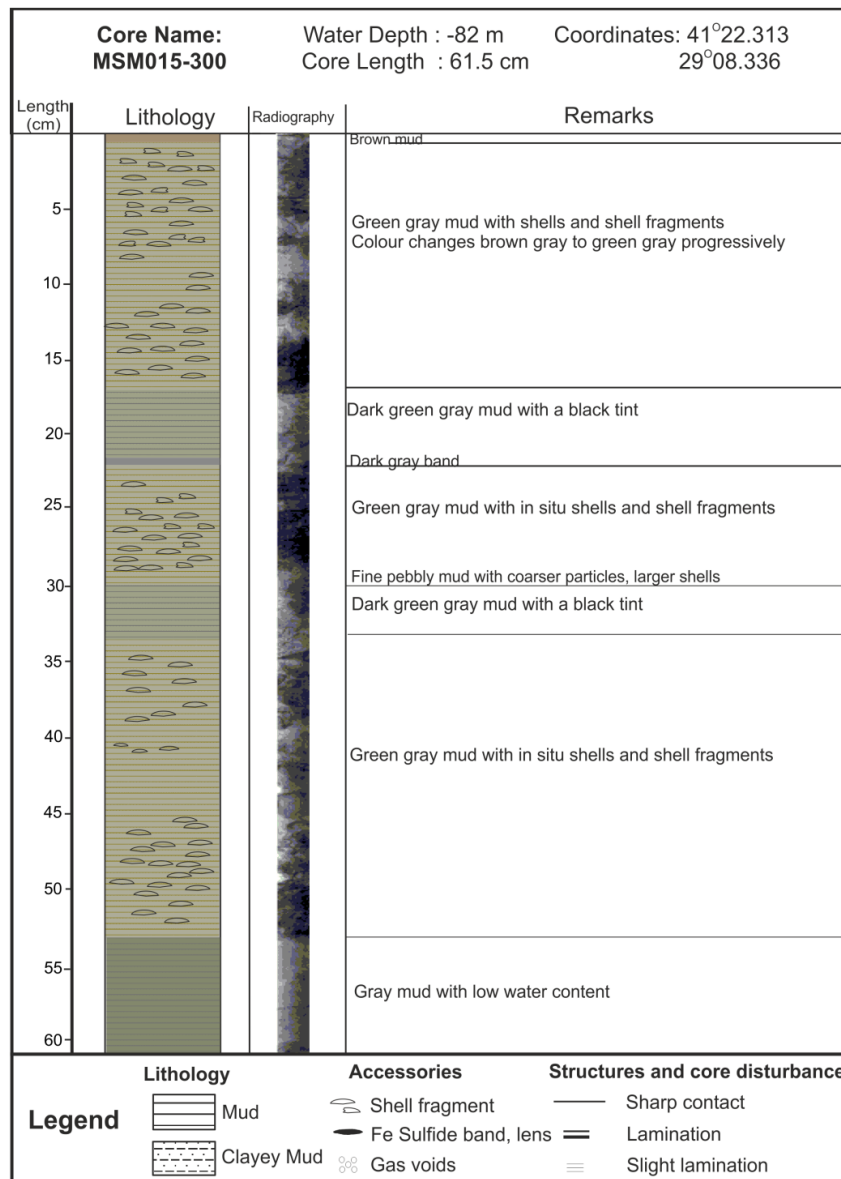 Core Name: Water Depth : -82 m Coordinates: 41°22.313
MSM015-300 Core Length : 61.5 cm 29°08.336
Length (cm) Lithology Radiography Remarks
Brown mud
5
Green gray mud with shells and shell fragments
Colour changes brown gray to green gray progressively
10
15
Dark green gray mud with a black tint
20
Dark gray band
25
Green gray mud with in situ shells and shell fragments
Fine pebbly mud with coarser particles, larger shells
30
Dark green gray mud with a black tint
35
40
Green gray mud with in situ shells and shell fragments
45
50
55
Gray mud with low water content
60
Legend
Lithology
Mud
Clayey Mud
Accessories
Shell fragment
Fe Sulfide band, lens
Gas voids
Structures and core disturbance
Sharp contact
Lamination
Slight lamination